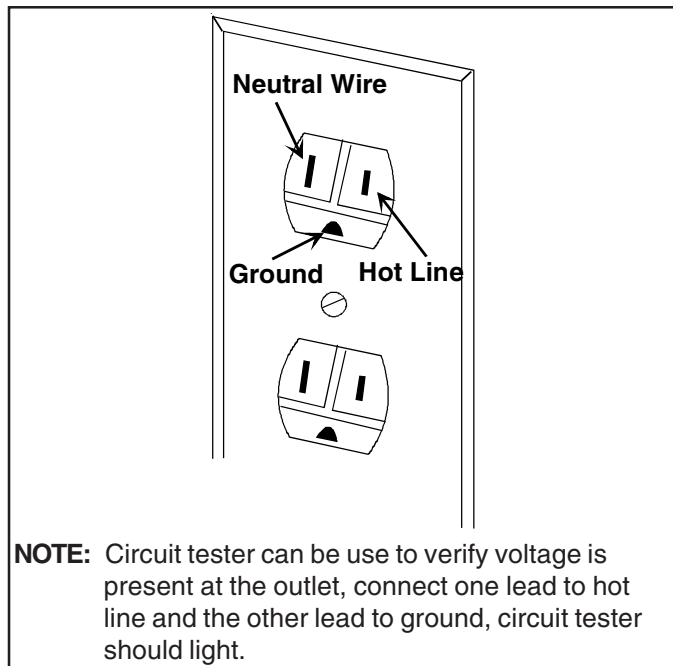 Neutral Wire
Ground
Hot Line
NOTE: Circuit tester can be use to verify voltage is
present at the outlet, connect one lead to hot
line and the other lead to ground, circuit tester
should light.